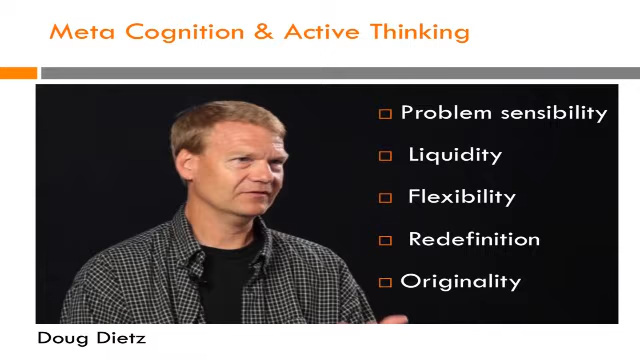 Meta Cognition & Active Thinking
Problem sensibility
Liquidity
Flexibility
Redefinition
Originality
Doug Dietz